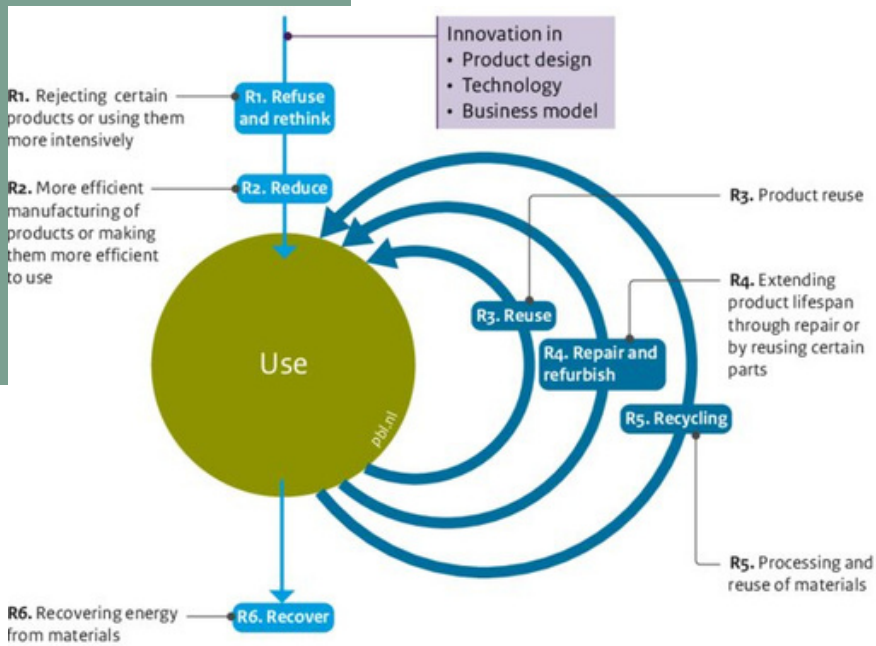 Innovation in
• Product design
• Technology
• Business model
R1. Rejecting certain
products or using them
more intensively
R1. Refuse
and rethink
R2. More efficient
manufacturing of
products or making
them more efficient
to use
R2. Reduce
R3. Product reuse
R3. Reuse
R4. Extending
product lifespan
through repair or
by reusing certain
parts
R4. Repair and
refurbish
Use
pbl.nl
R5. Recycling
R5. Processing and
reuse of materials
R6. Recovering energy
from materials
R6. Recover